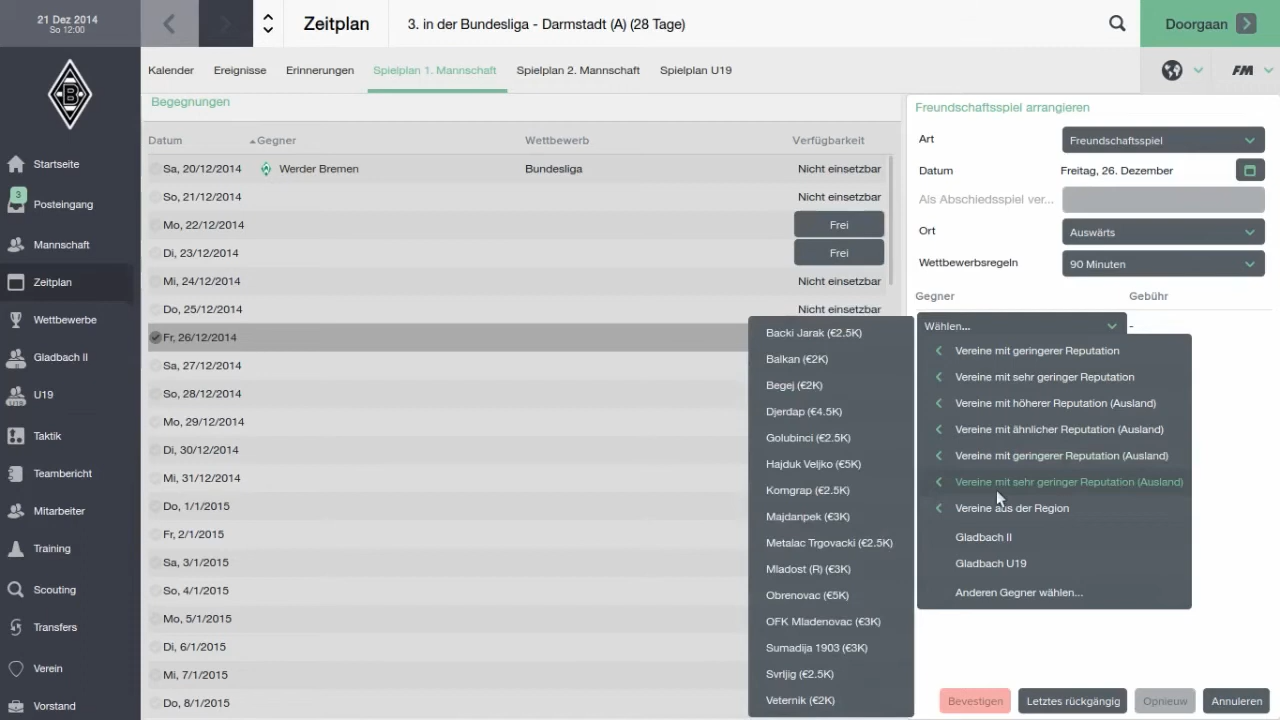 21 Dez 2014
So 12:00
Zeitplan
3. in der Bundesliga - Darmstadt (A) (28 Tage)
Doorgaan
Kalender
Ereignisse
Erinnerungen
Spielplan 1. Mannschaft
Spielplan 2. Mannschaft
Spielplan U19
FM
B
Startseite
3
Posteingang
Mannschaft
Zeitplan
Wettbewerbe
Gladbach II
U19
Taktik
Teambericht
Mitarbeiter
Training
Scouting
Transfers
Verein
Vorstand
Begegnungen
Datum Gegner Wettbewerb Verfügbarkeit
Sa, 20/12/2014 Werder Bremen Bundesliga Nicht einsetzbar
So, 21/12/2014 Nicht einsetzbar
Mo, 22/12/2014 Frei
Di, 23/12/2014 Frei
Mi, 24/12/2014 Nicht einsetzbar
Do, 25/12/2014 Nicht einsetzbar
Fr, 26/12/2014
Sa, 27/12/2014
So, 28/12/2014
Mo, 29/12/2014
Di, 30/12/2014
Mi, 31/12/2014
Do, 1/1/2015
Fr, 2/1/2015
Sa, 3/1/2015
So, 4/1/2015
Mo, 5/1/2015
Di, 6/1/2015
Mi, 7/1/2015
Do, 8/1/2015
Backi Jarak (€2.5K)
Balkan (€2K)
Begej (€2K)
Djerdap (€4.5K)
Golubinci (€2.5K)
Hajduk Veljko (€5K)
Komgrap (€2.5K)
Majdanpek (€3K)
Metalac Trgovacki (€2.5K)
Mladost (R) (€3K)
Obrenovac (€5K)
OFK Mladenovac (€3K)
Sumadija 1903 (€3K)
Svrljig (€2.5K)
Veternik (€2K)
Freundschaftsspiel arrangieren
Art Freundschaftsspiel
Datum Freitag, 26. Dezember
Als Abschiedsspiel ver...
Ort Auswärts
Wettbewerbsregeln 90 Minuten
Gegner Gebühr
Wählen... -
Vereine mit geringerer Reputation
Vereine mit sehr geringer Reputation
Vereine mit höherer Reputation (Ausland)
Vereine mit ähnlicher Reputation (Ausland)
Vereine mit geringerer Reputation (Ausland)
Vereine mit sehr geringer Reputation (Ausland)
Vereine aus der Region
Gladbach II
Gladbach U19
Anderen Gegner wählen...
Bevestigen
Letztes rückgängig
Opnieuw
Annuleren